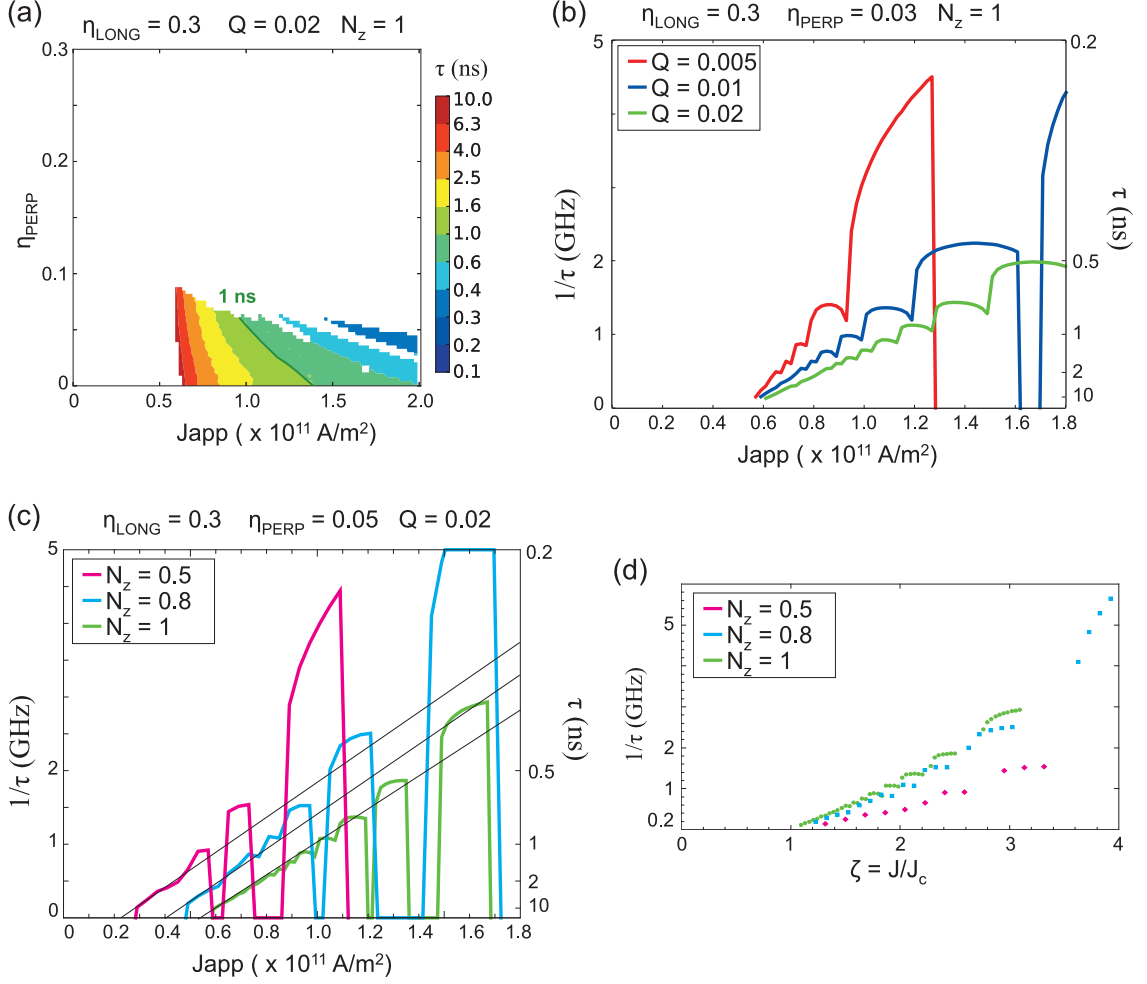 (a)
η_LONG = 0.3 Q = 0.02 N_z = 1
0.3
0.2
0.1
0
η_PERP
1 ns
0 0.5 1.0 1.5 2.0
Japp ( x 10^11 A/m^2)
τ (ns)
10.0
6.3
4.0
2.5
1.6
1.0
0.6
0.4
0.3
0.2
0.1
(b)
η_LONG = 0.3 η_PERP = 0.03 N_z = 1
Q = 0.005
Q = 0.01
Q = 0.02
5
2
1
0
1/τ (GHz)
0.2
0.5
1
2
10
τ (ns)
0 0.2 0.4 0.6 0.8 1.0 1.2 1.4 1.6 1.8
Japp ( x 10^11 A/m^2)
(c)
η_LONG = 0.3 η_PERP = 0.05 Q = 0.02
N_z = 0.5
N_z = 0.8
N_z = 1
5
2
1
0
1/τ (GHz)
0.2
0.5
1
2
10
τ (ns)
0 0.2 0.4 0.6 0.8 1.0 1.2 1.4 1.6 1.8
Japp ( x 10^11 A/m^2)
(d)
N_z = 0.5
N_z = 0.8
N_z = 1
5
2
1
0.2
1/τ (GHz)
0 1 2 3 4
ζ = J/J_c